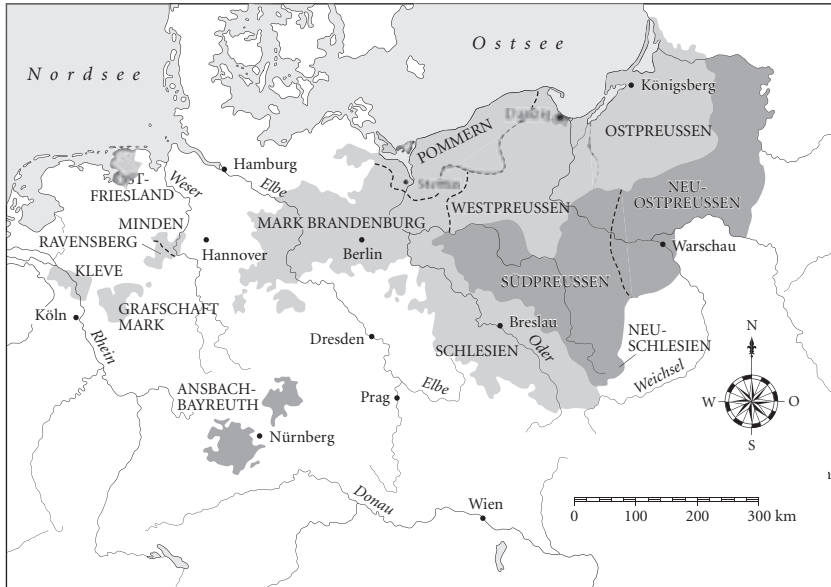 Ostsee
Nordsee
Königsberg
POMMERN
OSTPREUSSEN
Hamburg
OST-
FRIESLAND
Weser
Elbe
NEU-
OSTPREUSSEN
WESTPREUSSEN
MINDEN
MARK BRANDENBURG
RAVENSBERG
Hannover
Berlin
Warschau
KLEVE
SÜDPREUSSEN
GRAFSCHAFT
MARK
Köln
Rhein
Breslau
Oder
NEU-
SCHLESIEN
Dresden
SCHLESIEN
Weichsel
Elbe
ANSBACH-
BAYREUTH
Prag
Nürnberg
N
W
O
S
Donau
Wien
0 100 200 300 km